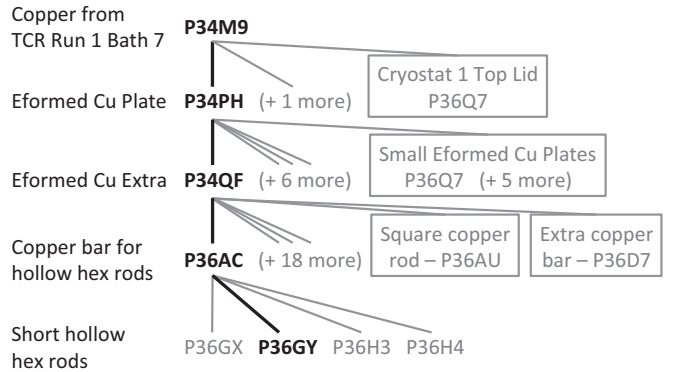 Copper from
TCR Run 1 Bath 7
P34M9
Cryostat 1 Top Lid
P36Q7
Eformed Cu Plate P34PH (+ 1 more)
Small Eformed Cu Plates
P36Q7 (+ 5 more)
Eformed Cu Extra P34QF (+ 6 more)
Square copper
rod – P36AU
Extra copper
bar – P36D7
Copper bar for
hollow hex rods
P36AC (+ 18 more)
Short hollow
hex rods
P36GX P36GY P36H3 P36H4